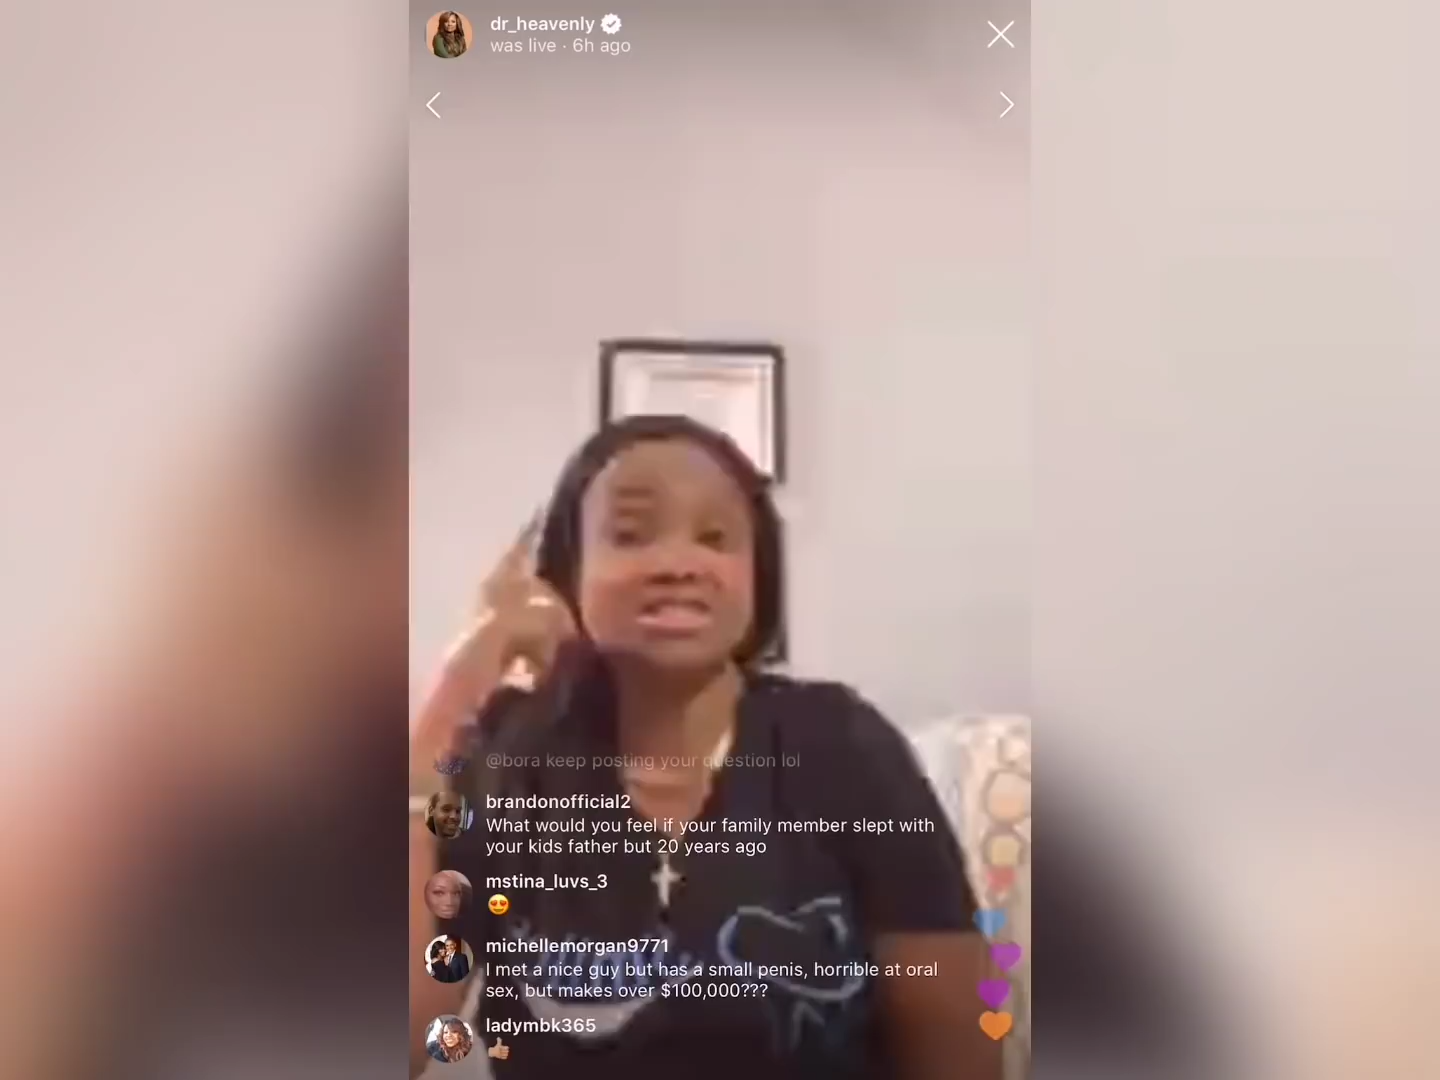 dr_heavenly
was live · 6h ago
@bora keep posting your question lol
brandonofficial2
What would you feel if your family member slept with
your kids father but 20 years ago
mstina_luvs_3
😍
michellemorgan9771
I met a nice guy but has a small penis, horrible at oral
sex, but makes over $100,000???
ladymbk365
👍🏼